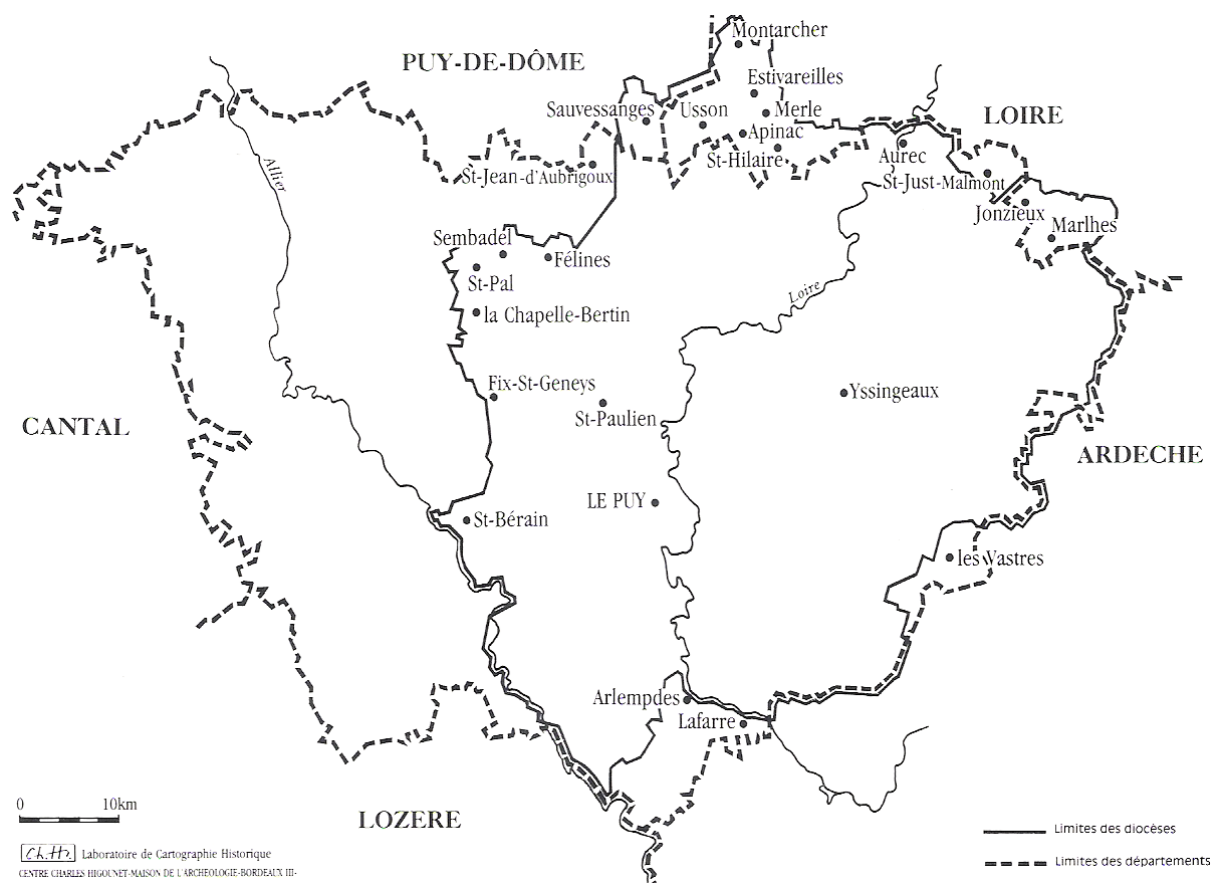 Montarcher
PUY-DE-DÔME
Estivareilles
Sauvessanges
Usson
Merle
LOIRE
Apinac
St-Hilaire
Aurec
Allier
St-Jean-d'Aubrigoux
St-Just-Malmont
Jonzieux
Marlhes
Sembadel
Félines
St-Pal
Loire
la Chapelle-Bertin
Fix-St-Geneys
Yssingeaux
St-Paulien
CANTAL
ARDECHE
LE PUY
St-Bérain
les Vastres
Arlempdes
Lafarre
0 10km
LOZERE
Limites des diocèses
Ch.H. Laboratoire de Cartographie Historique
Limites des départements
CENTRE CHARLES HIGOUNET-MAISON DE L'ARCHEOLOGIE-BORDEAUX III-